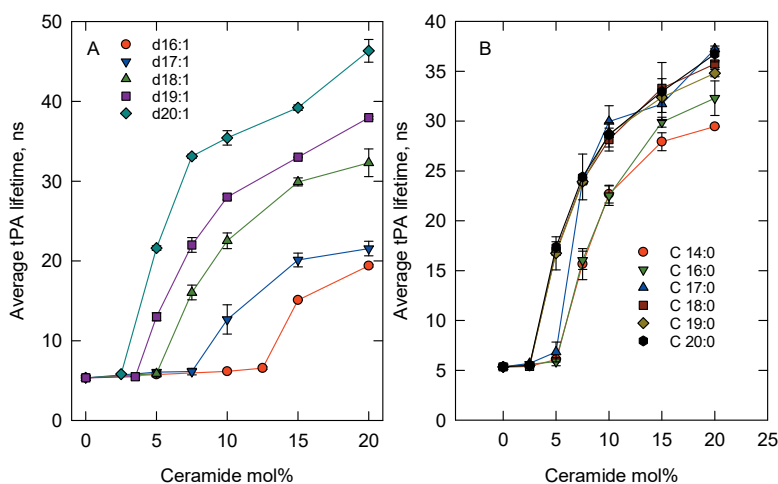 A
d16:1
d17:1
d18:1
d19:1
d20:1
50
40
30
20
10
0
Average tPA lifetime, ns
0 5 10 15 20
Ceramide mol%
B
40
35
30
25
20
15
10
5
0
Average tPA lifetime, ns
C 14:0
C 16:0
C 17:0
C 18:0
C 19:0
C 20:0
0 5 10 15 20 25
Ceramide mol%